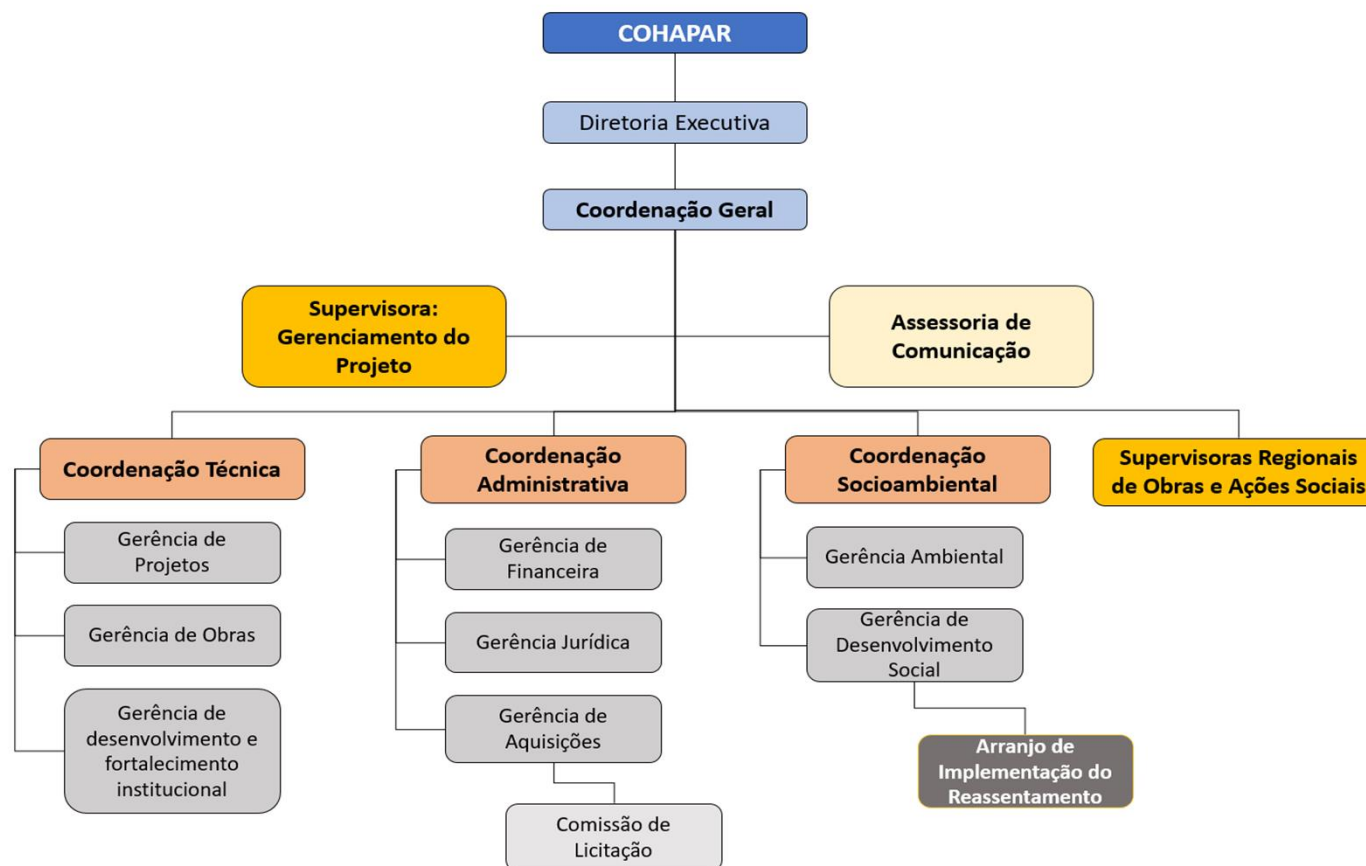 COHAPAR
Diretoria Executiva
Coordenação Geral
Supervisora:
Gerenciamento do
Projeto
Assessoria de
Comunicação
Coordenação Técnica
Gerência de
Projetos
Gerência de Obras
Gerência de
desenvolvimento e
fortalecimento
institucional
Coordenação
Administrativa
Gerência de
Financeira
Gerência Jurídica
Gerência de
Aquisições
Comissão de
Licitação
Coordenação
Socioambiental
Gerência Ambiental
Gerência de
Desenvolvimento
Social
Arranjo de
Implementação do
Reassentamento
Supervisoras Regionais
de Obras e Ações Sociais